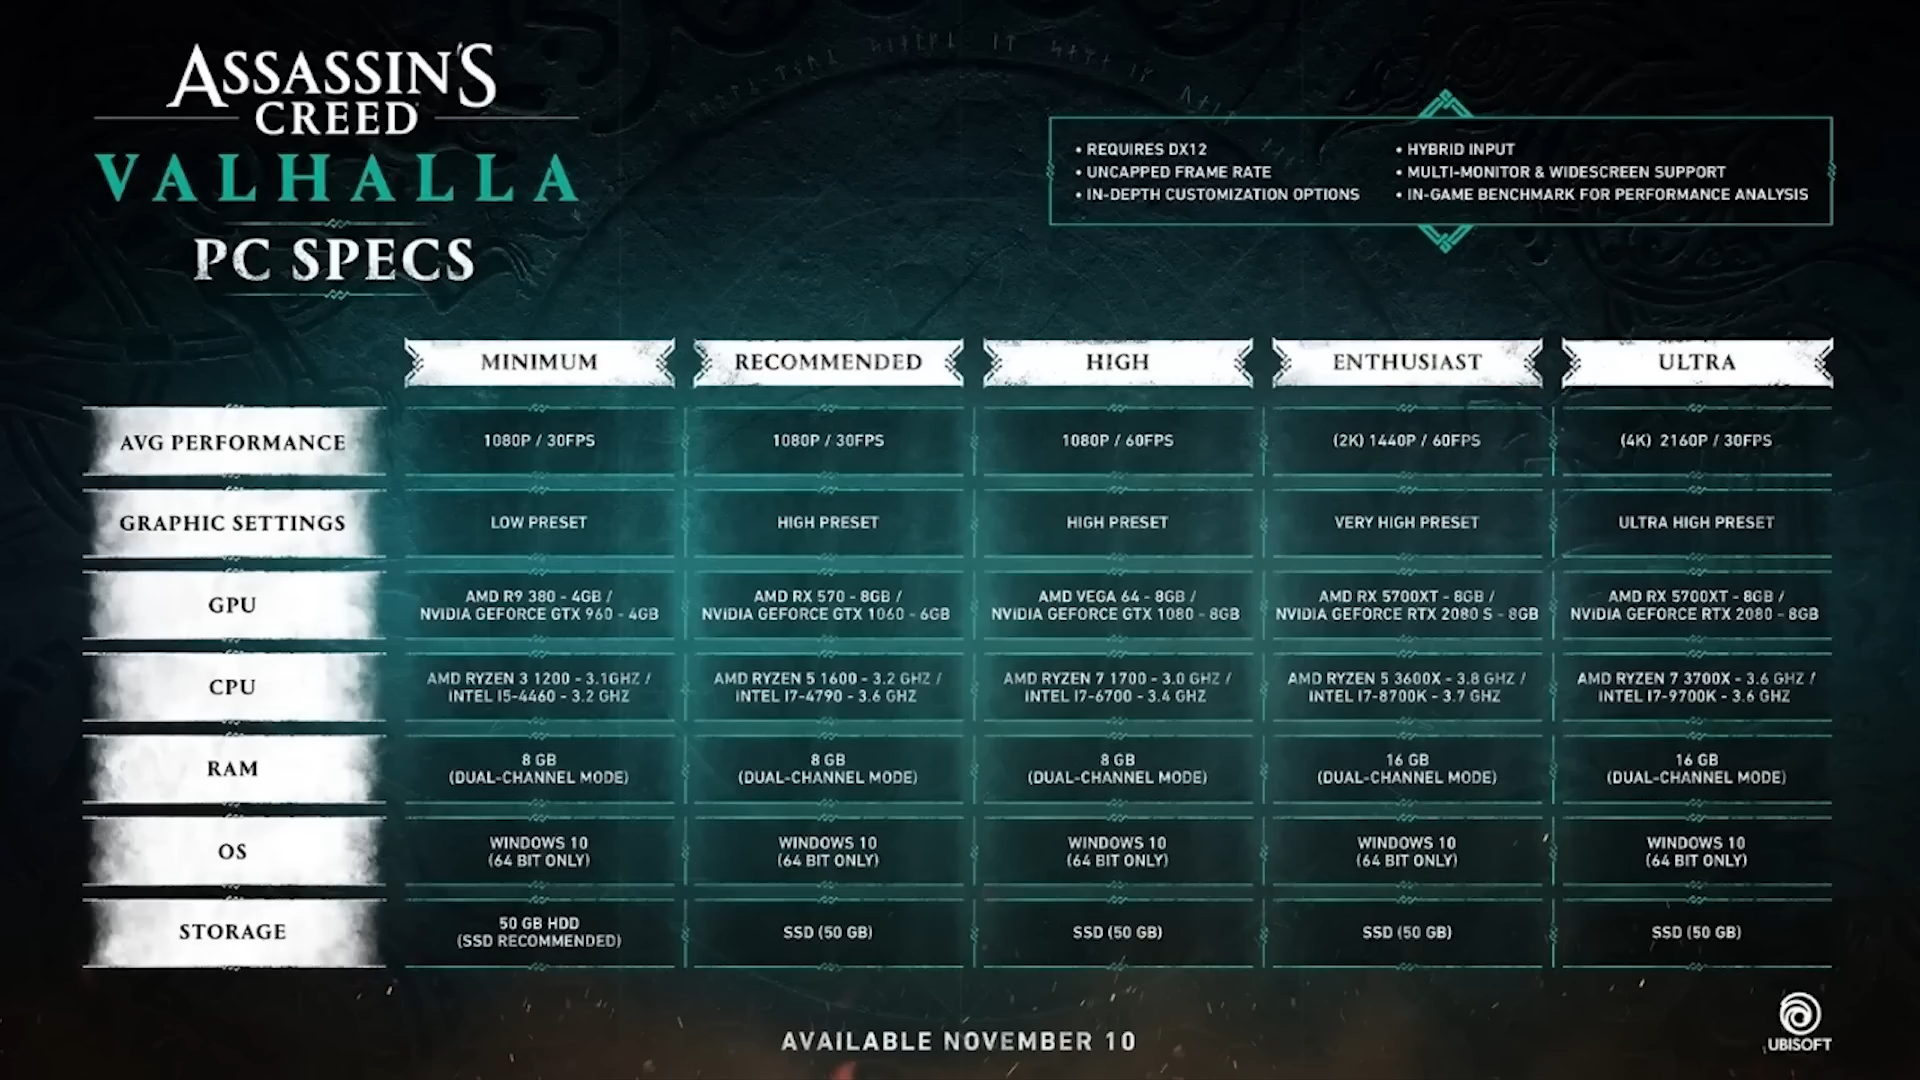 ASSASSIN'S
CREED
VALHALLA
PC SPECS
• REQUIRES DX12
• UNCAPPED FRAME RATE
• IN-DEPTH CUSTOMIZATION OPTIONS
• HYBRID INPUT
• MULTI-MONITOR & WIDESCREEN SUPPORT
• IN-GAME BENCHMARK FOR PERFORMANCE ANALYSIS
MINIMUM RECOMMENDED HIGH ENTHUSIAST ULTRA
AVG PERFORMANCE 1080P / 30FPS 1080P / 30FPS 1080P / 60FPS (2K) 1440P / 60FPS (4K) 2160P / 30FPS
GRAPHIC SETTINGS LOW PRESET HIGH PRESET HIGH PRESET VERY HIGH PRESET ULTRA HIGH PRESET
GPU
AMD R9 380 - 4GB /
NVIDIA GEFORCE GTX 960 - 4GB
AMD RX 570 - 8GB /
NVIDIA GEFORCE GTX 1060 - 6GB
AMD VEGA 64 - 8GB /
NVIDIA GEFORCE GTX 1080 - 8GB
AMD RX 5700XT - 8GB /
NVIDIA GEFORCE RTX 2080 S - 8GB
AMD RX 5700XT - 8GB /
NVIDIA GEFORCE RTX 2080 - 8GB
CPU
AMD RYZEN 3 1200 - 3.1GHZ /
INTEL I5-4460 - 3.2 GHZ
AMD RYZEN 5 1600 - 3.2 GHZ /
INTEL I7-4790 - 3.6 GHZ
AMD RYZEN 7 1700 - 3.0 GHZ /
INTEL I7-6700 - 3.4 GHZ
AMD RYZEN 5 3600X - 3.8 GHZ /
INTEL I7-8700K - 3.7 GHZ
AMD RYZEN 7 3700X - 3.6 GHZ /
INTEL I7-9700K - 3.6 GHZ
RAM
8 GB
(DUAL-CHANNEL MODE)
8 GB
(DUAL-CHANNEL MODE)
8 GB
(DUAL-CHANNEL MODE)
16 GB
(DUAL-CHANNEL MODE)
16 GB
(DUAL-CHANNEL MODE)
OS
WINDOWS 10
(64 BIT ONLY)
WINDOWS 10
(64 BIT ONLY)
WINDOWS 10
(64 BIT ONLY)
WINDOWS 10
(64 BIT ONLY)
WINDOWS 10
(64 BIT ONLY)
STORAGE
50 GB HDD
(SSD RECOMMENDED)
SSD (50 GB)
SSD (50 GB)
SSD (50 GB)
SSD (50 GB)
AVAILABLE NOVEMBER 10
UBISOFT